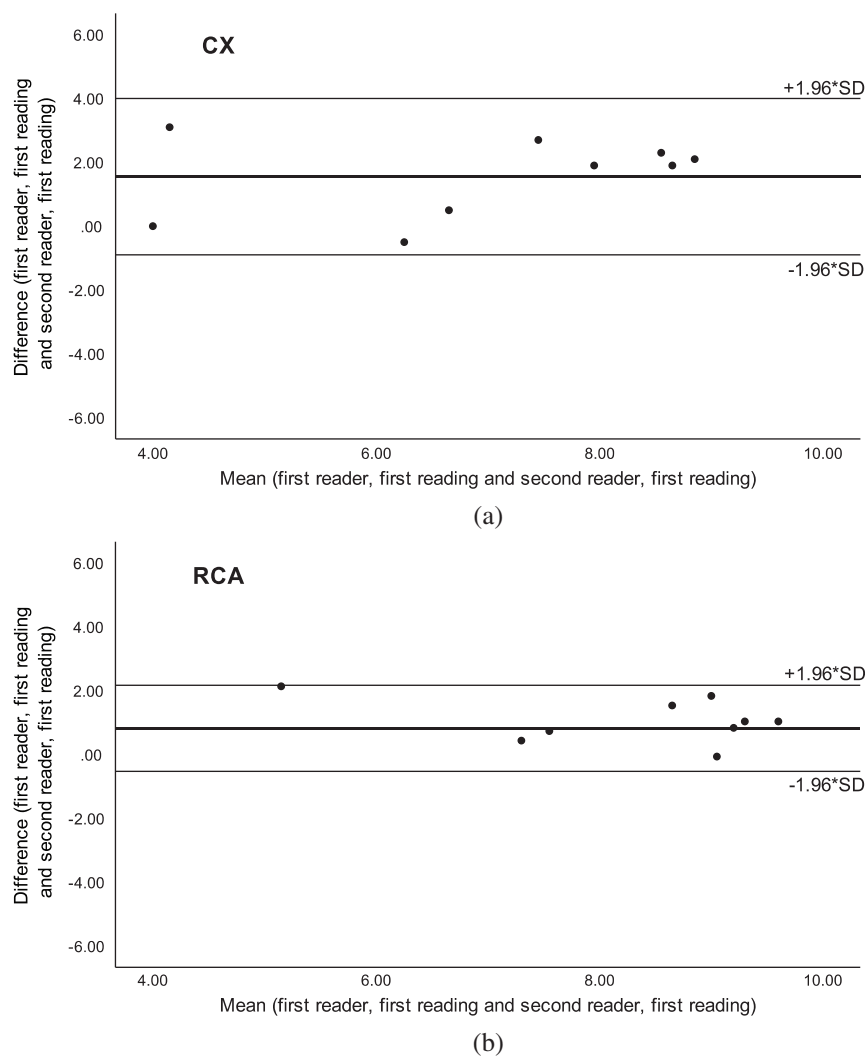 CX
6.00
+1.96*SD
4.00
2.00
.00
-1.96*SD
-2.00
-4.00
-6.00
Difference (first reader, first reading
and second reader, first reading)
4.00 6.00 8.00 10.00
Mean (first reader, first reading and second reader, first reading)
(a)
RCA
6.00
4.00
+1.96*SD
2.00
.00
-1.96*SD
-2.00
-4.00
-6.00
Difference (first reader, first reading
and second reader, first reading)
4.00 6.00 8.00 10.00
Mean (first reader, first reading and second reader, first reading)
(b)